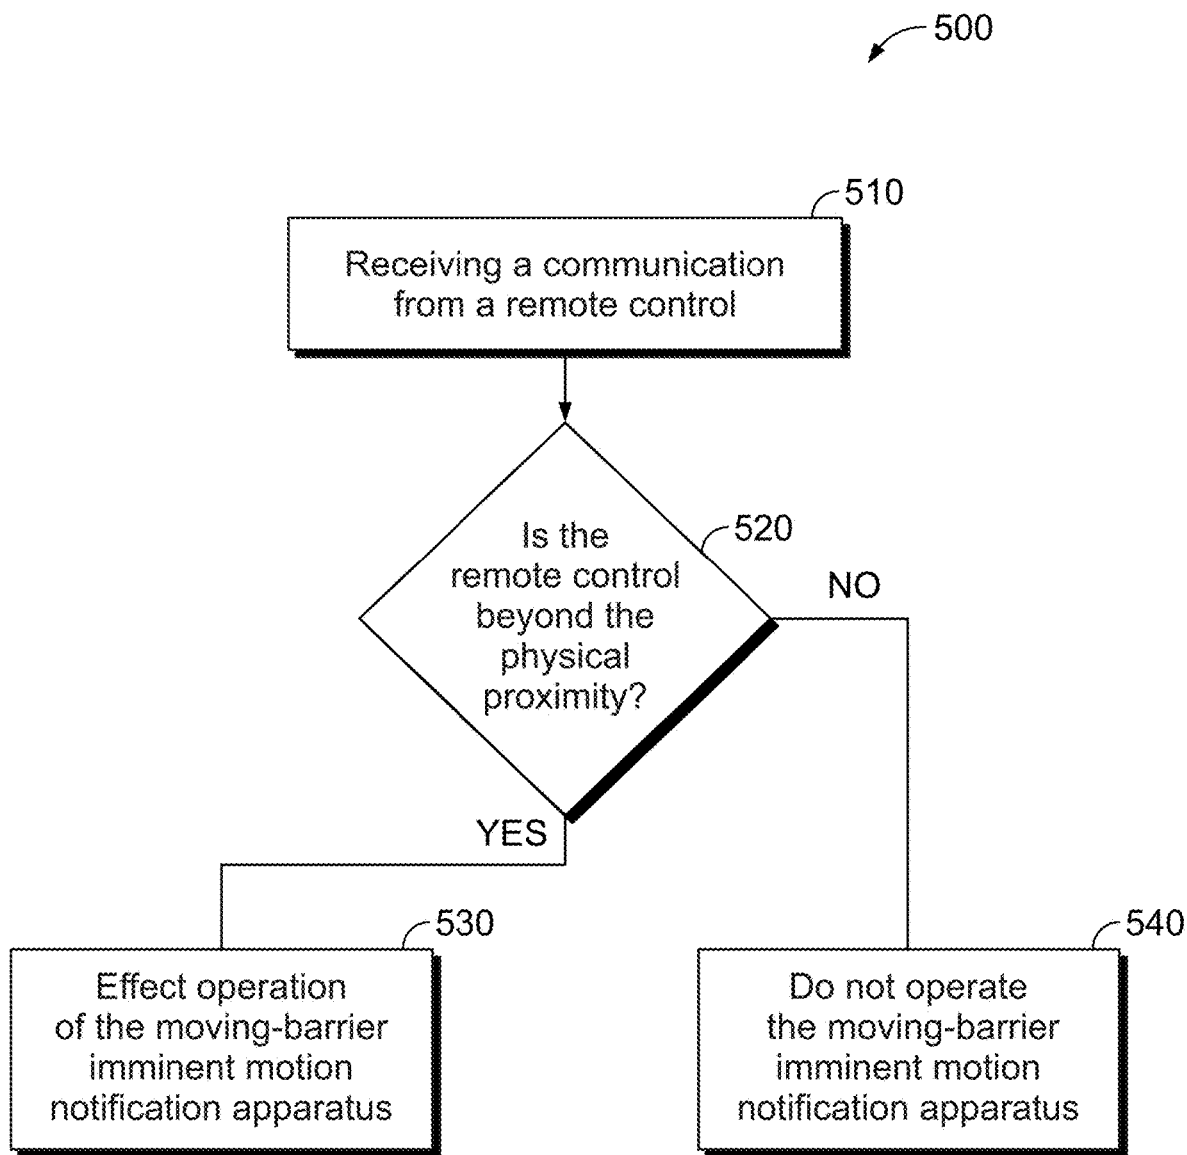 500
510
Receiving a communication
from a remote control
520
Is the
remote control
beyond the
physical
proximity?
NO
YES
530
Effect operation
of the moving-barrier
imminent motion
notification apparatus
540
Do not operate
the moving-barrier
imminent motion
notification apparatus